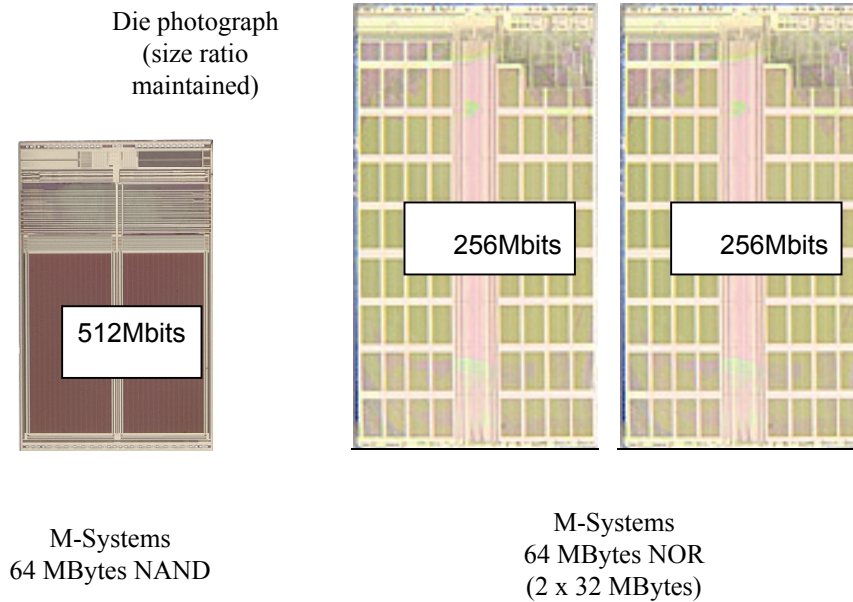 Die photograph
(size ratio
maintained)
512Mbits
256Mbits
256Mbits
M-Systems
64 MBytes NAND
M-Systems
64 MBytes NOR
(2 x 32 MBytes)